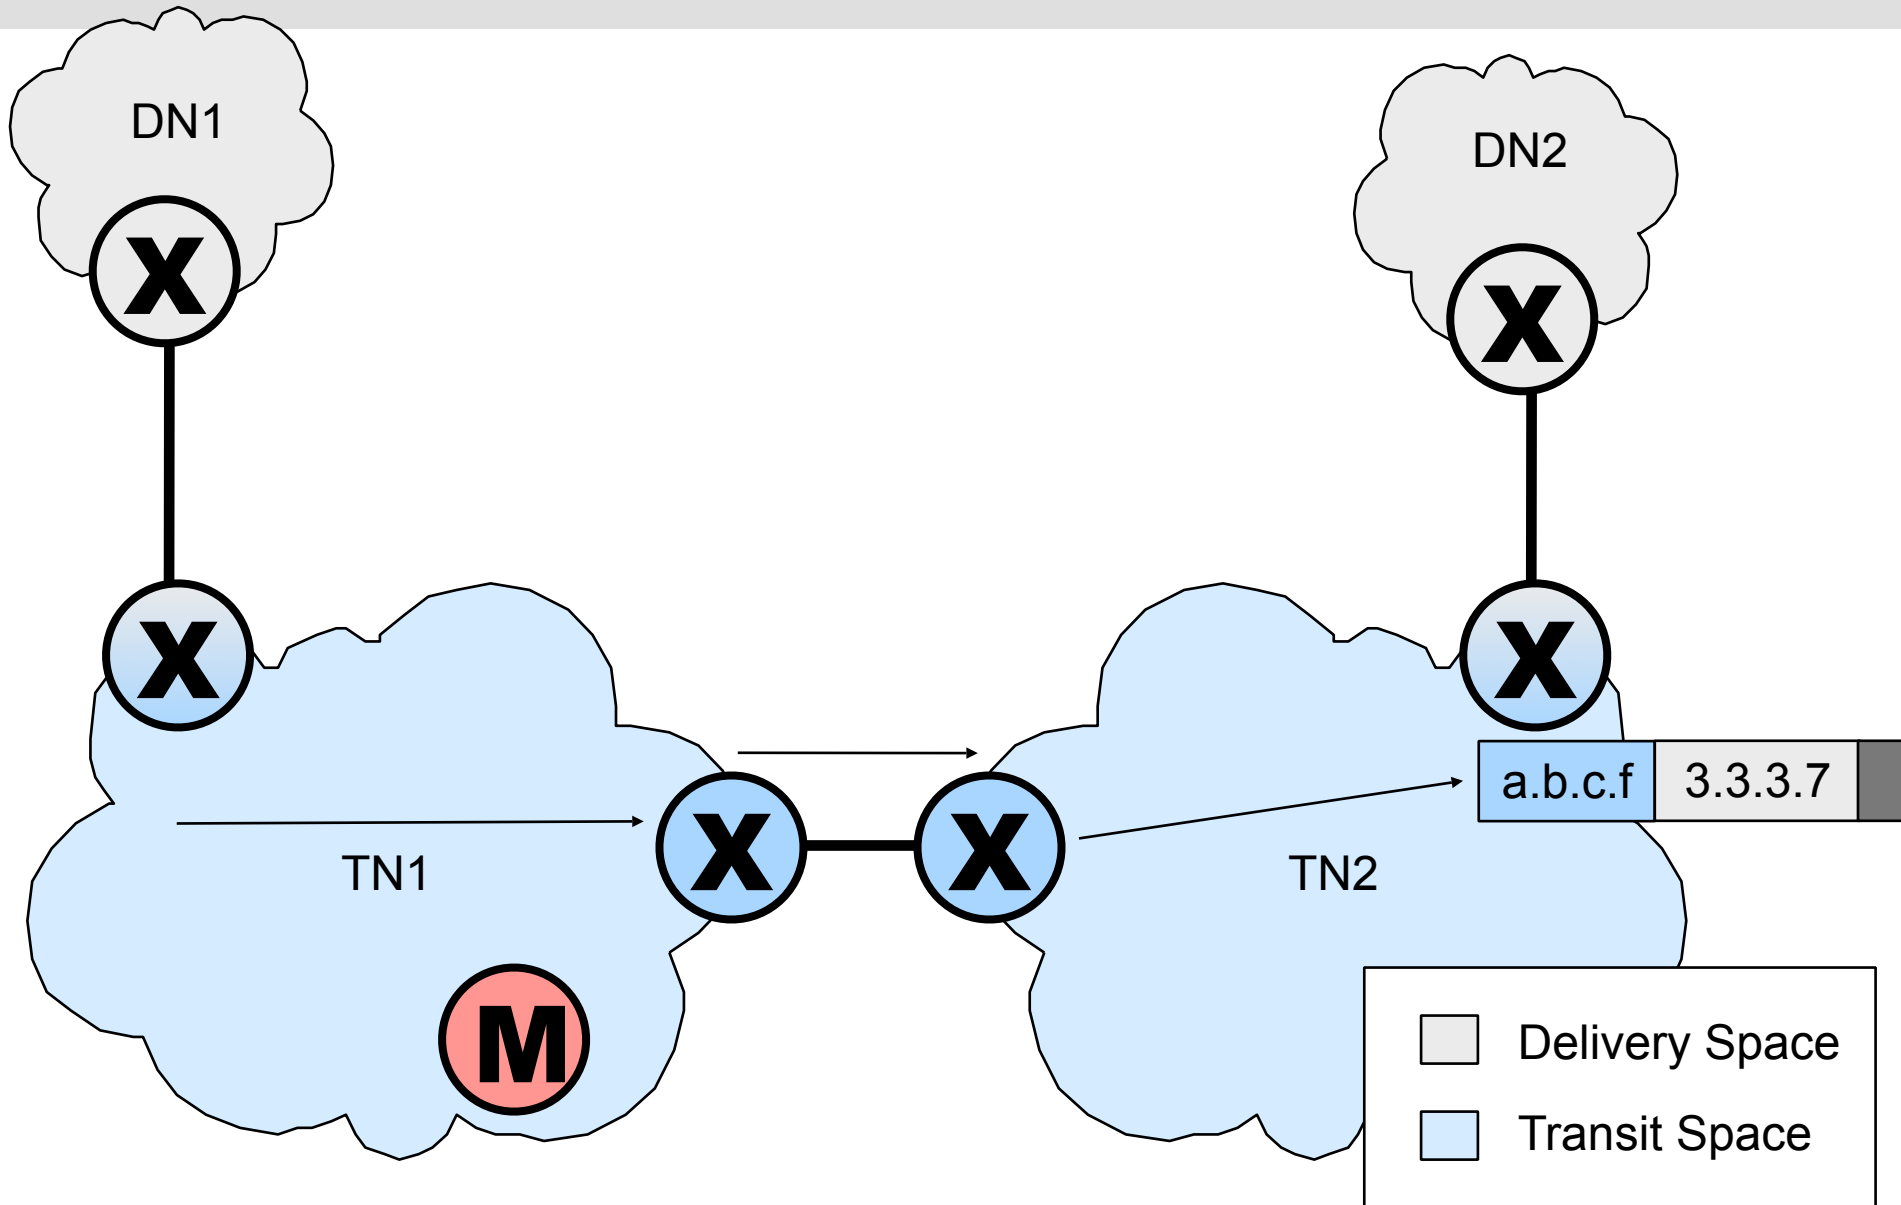 DN1
DN2
X
X
X
X
a.b.c.f 3.3.3.7
X
X
TN1
TN2
M
Delivery Space
Transit Space